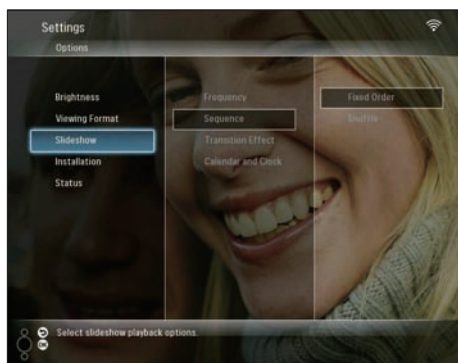 Settings
Options
Brightness
Viewing Format
Slideshow
Installation
Status
Frequency
Sequence
Transition Effect
Calendar and Clock
Fixed Order
Shuffle
Select slideshow playback options.
OK